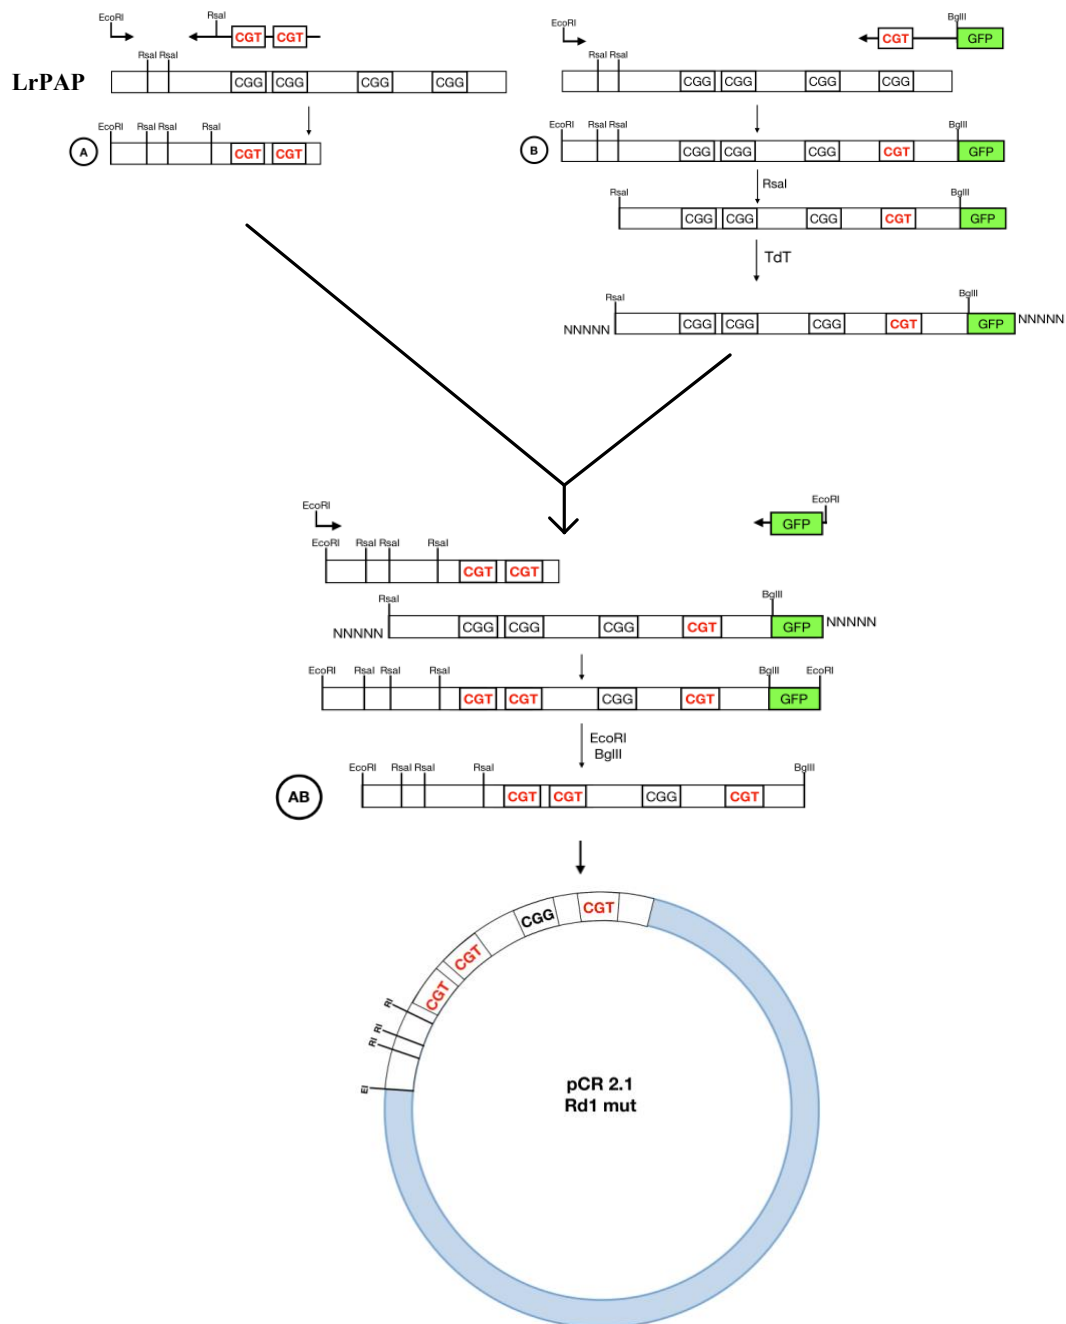 EcoRI RsaI
CGT CGT
RsaI RsaI
LrPAP CGG CGG CGG CGG
EcoRI RsaI RsaI RsaI
A CGT CGT
EcoRI BglII
CGT GFP
RsaI RsaI
CGG CGG CGG CGG
EcoRI RsaI RsaI BglII
B CGG CGG CGG CGT GFP
RsaI
RsaI BglII
CGG CGG CGG CGT GFP
TdT
RsaI BglII
NNNNN CGG CGG CGG CGT GFP NNNNN
EcoRI EcoRI
GFP
EcoRI RsaI RsaI RsaI
CGT CGT
RsaI BglII
NNNNN CGG CGG CGG CGT GFP NNNNN
EcoRI RsaI RsaI RsaI BglII EcoRI
CGT CGT CGG CGT GFP
EcoRI
BglII
EcoRI RsaI RsaI RsaI BglII
AB CGT CGT CGG CGT
CGG CGT
CGT
CGT
RI
RI
RI
EI
pCR 2.1
Rd1 mut